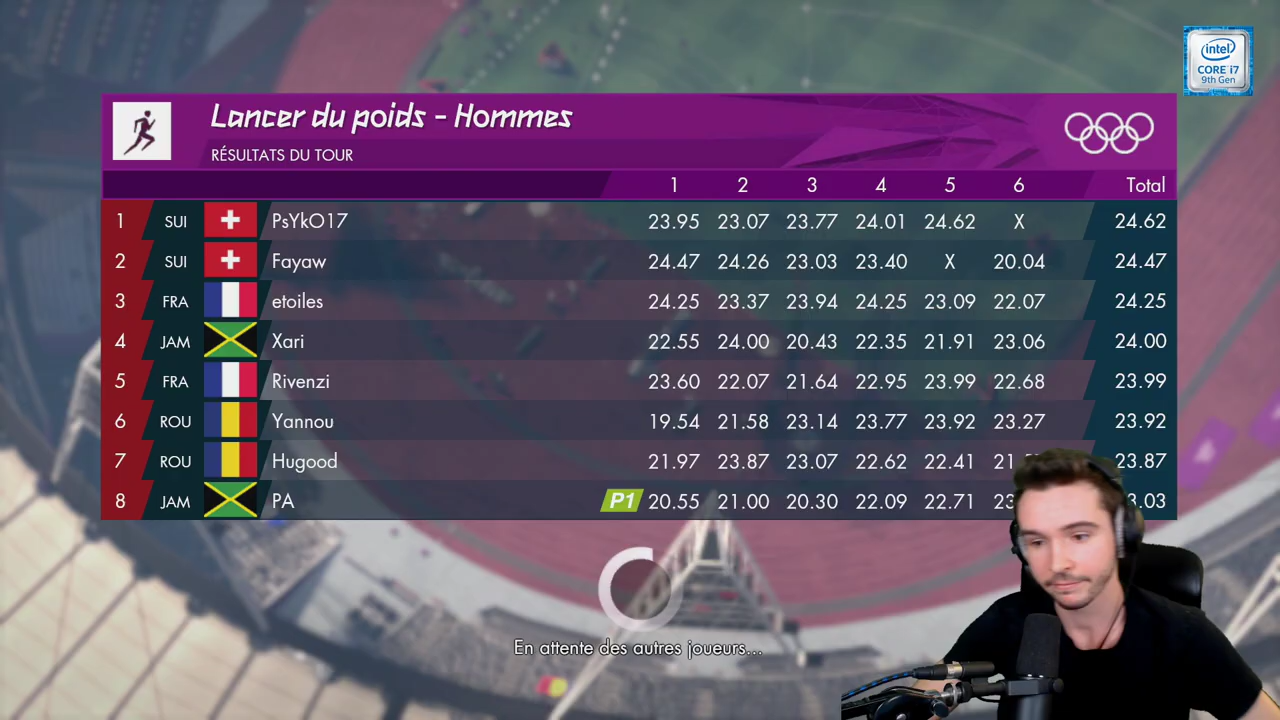 intel
CORE i7
9th Gen
Lancer du poids - Hommes
RÉSULTATS DU TOUR
1 2 3 4 5 6 Total
1 SUI PsYkO17 23.95 23.07 23.77 24.01 24.62 X 24.62
2 SUI Fayaw 24.47 24.26 23.03 23.40 X 20.04 24.47
3 FRA etoiles 24.25 23.37 23.94 24.25 23.09 22.07 24.25
4 JAM Xari 22.55 24.00 20.43 22.35 21.91 23.06 24.00
5 FRA Rivenzi 23.60 22.07 21.64 22.95 23.99 22.68 23.99
6 ROU Yannou 19.54 21.58 23.14 23.77 23.92 23.27 23.92
7 ROU Hugood 21.97 23.87 23.07 22.62 22.41 23.87
8 JAM PA P1 20.55 21.00 20.30 22.09 22.71
En attente des autres joueurs...